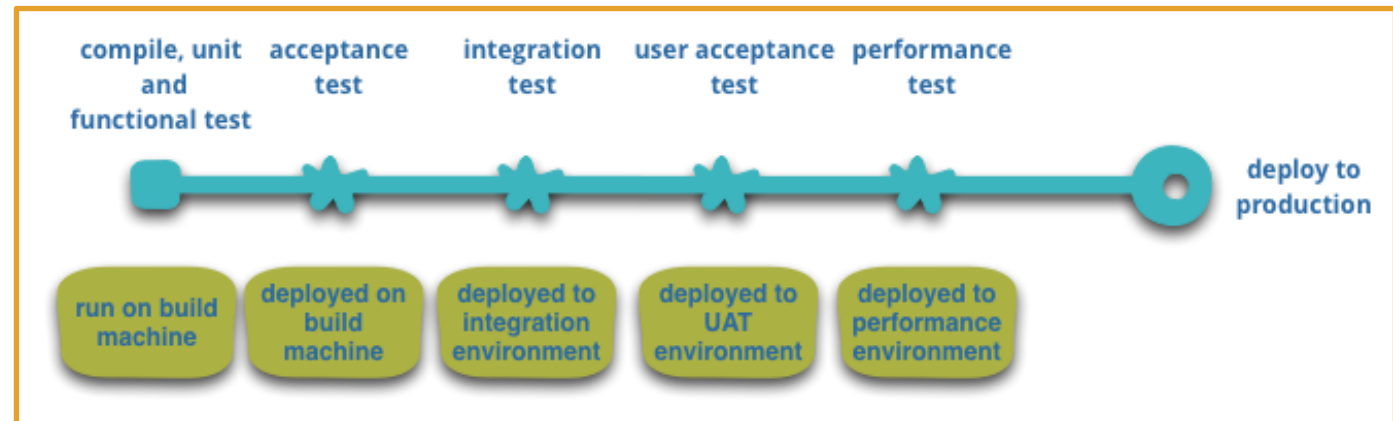 compile, unit
and
functional test
acceptance
test
integration
test
user acceptance
test
performance
test
deploy to
production
run on build
machine
deployed on
build
machine
deployed to
integration
environment
deployed to
UAT
environment
deployed to
performance
environment